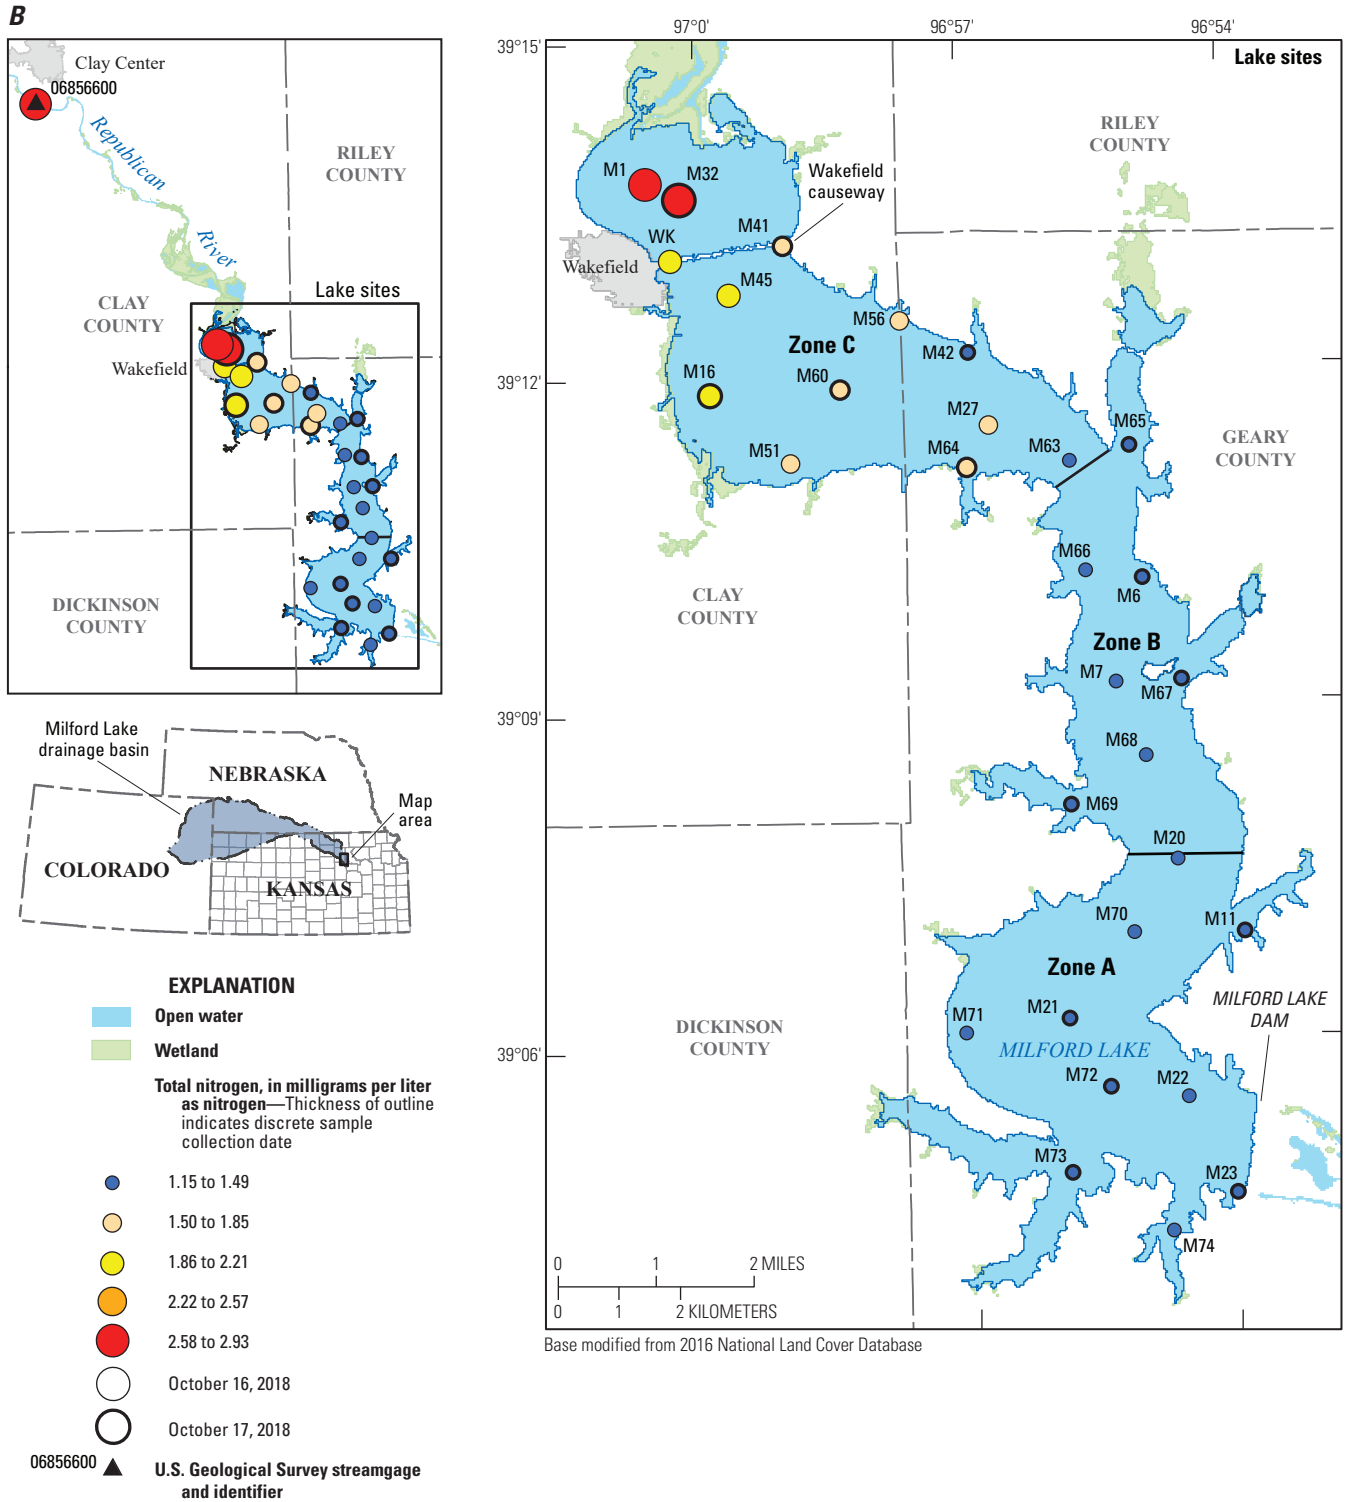 B
Clay Center
06856600
Republican
River
RILEY
COUNTY
CLAY
COUNTY
Lake sites
Wakefield
DICKINSON
COUNTY
Milford Lake
drainage basin
NEBRASKA
Map
area
COLORADO
KANSAS
EXPLANATION
Open water
Wetland
Total nitrogen, in milligrams per liter
as nitrogen—Thickness of outline
indicates discrete sample
collection date
1.15 to 1.49
1.50 to 1.85
1.86 to 2.21
2.22 to 2.57
2.58 to 2.93
October 16, 2018
October 17, 2018
06856600
U.S. Geological Survey streamgage
and identifier
97°0'
96°57'
96°54'
39°15'
Lake sites
RILEY
COUNTY
M1
M32
Wakefield
causeway
M41
WK
Wakefield
M45
M56
Zone C
M42
39°12'
M16
M60
M27
M65
M51
M64
M63
GEARY
COUNTY
M66
M6
CLAY
COUNTY
Zone B
M7
M67
39°09'
M68
M69
M20
M70
M11
Zone A
MILFORD LAKE
DAM
M21
M71
DICKINSON
COUNTY
MILFORD LAKE
39°06'
M72
M22
M73
M23
M74
0 1 2 MILES
0 1 2 KILOMETERS
Base modified from 2016 National Land Cover Database